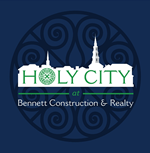 HOLY CITY
at
Bennett Construction & Realty